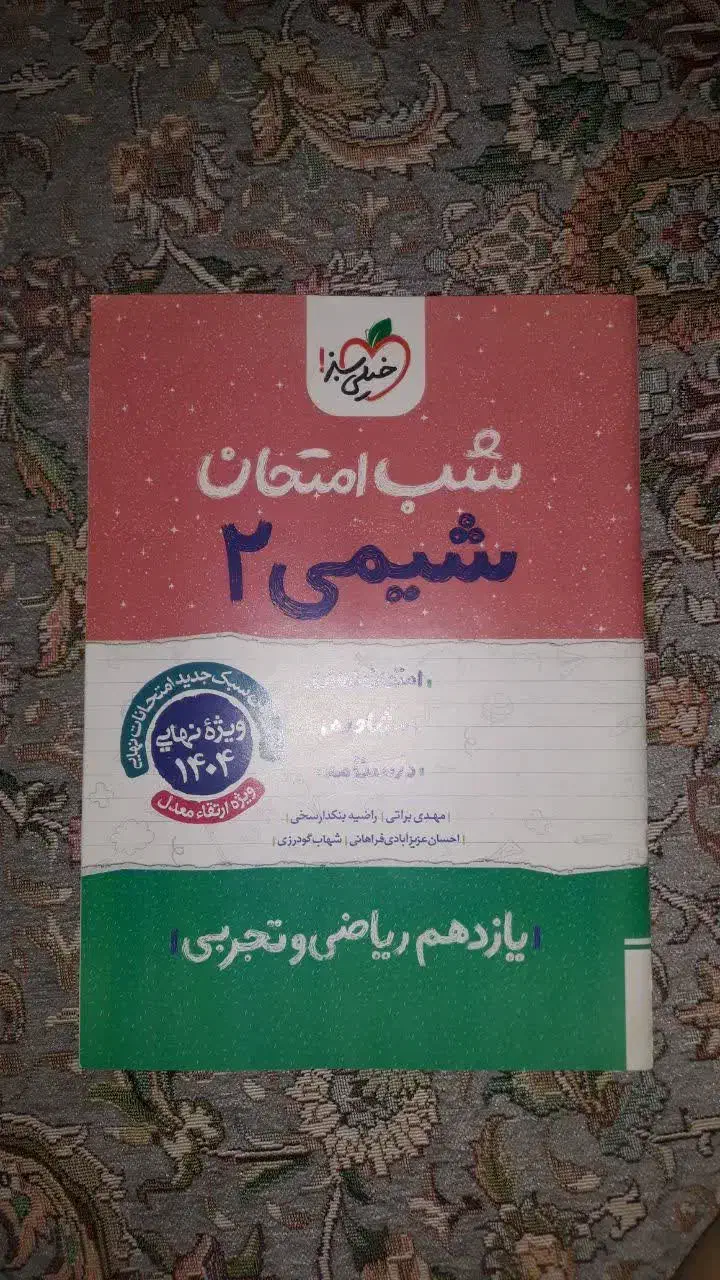 خیلی سبز!
شب امتحان
شیمی ۲
سبک جدید امتحانات نهایی
ویژهٔ نهایی
۱۴۰۴
ویژه ارتقاء معدل
مهدی براتی | راضیه بنکدارسخی |
| احسان عزیزآبادی فراهانی | شهاب گودرزی |
یازدهم ریاضی و تجربی